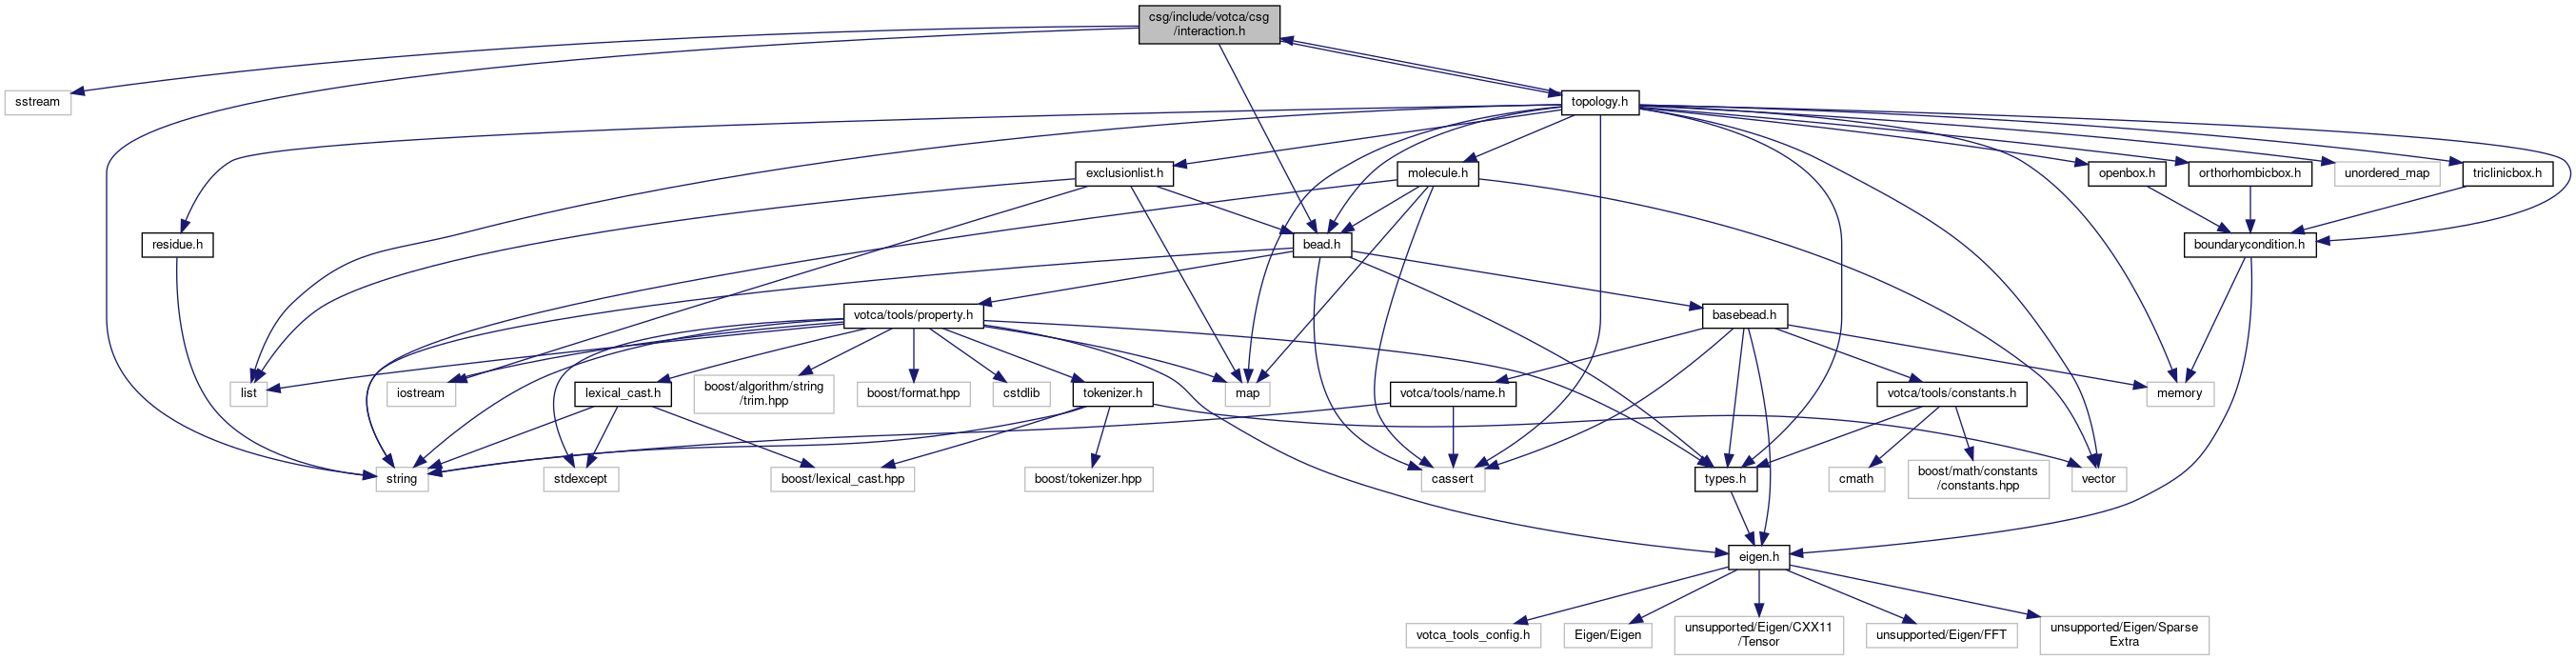 csg/include/votca/csg
/interaction.h
sstream
topology.h
exclusionlist.h
molecule.h
openbox.h
orthorhombicbox.h
unordered_map
triclinicbox.h
residue.h
bead.h
boundarycondition.h
votca/tools/property.h
basebead.h
list
iostream
lexical_cast.h
boost/algorithm/string
/trim.hpp
boost/format.hpp
cstdlib
tokenizer.h
map
votca/tools/name.h
votca/tools/constants.h
memory
string
stdexcept
boost/lexical_cast.hpp
boost/tokenizer.hpp
cassert
types.h
cmath
boost/math/constants
/constants.hpp
vector
eigen.h
votca_tools_config.h
Eigen/Eigen
unsupported/Eigen/CXX11
/Tensor
unsupported/Eigen/FFT
unsupported/Eigen/Sparse
Extra